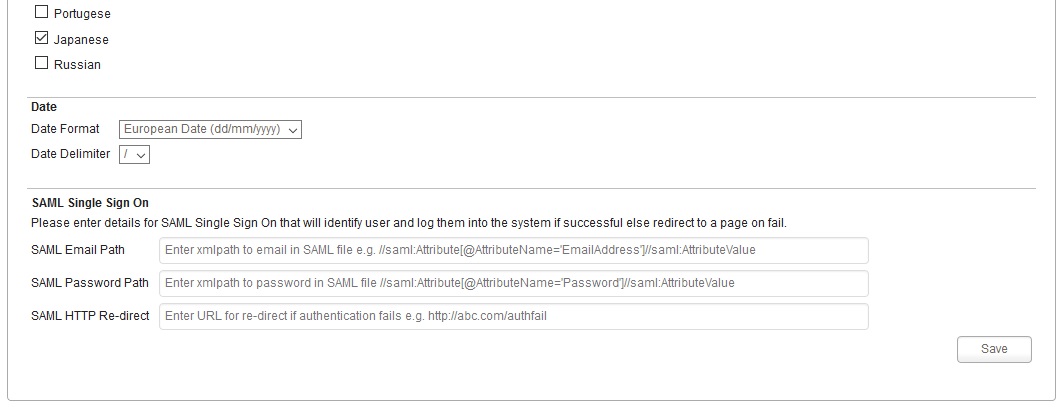 Portugese
Japanese
Russian
Date
Date Format European Date (dd/mm/yyyy)
Date Delimiter /
SAML Single Sign On
Please enter details for SAML Single Sign On that will identify user and log them into the system if successful else redirect to a page on fail.
SAML Email Path Enter xmlpath to email in SAML file e.g. //saml:Attribute[@AttributeName='EmailAddress']//saml:AttributeValue
SAML Password Path Enter xmlpath to password in SAML file //saml:Attribute[@AttributeName='Password']//saml:AttributeValue
SAML HTTP Re-direct Enter URL for re-direct if authentication fails e.g. http://abc.com/authfail
Save